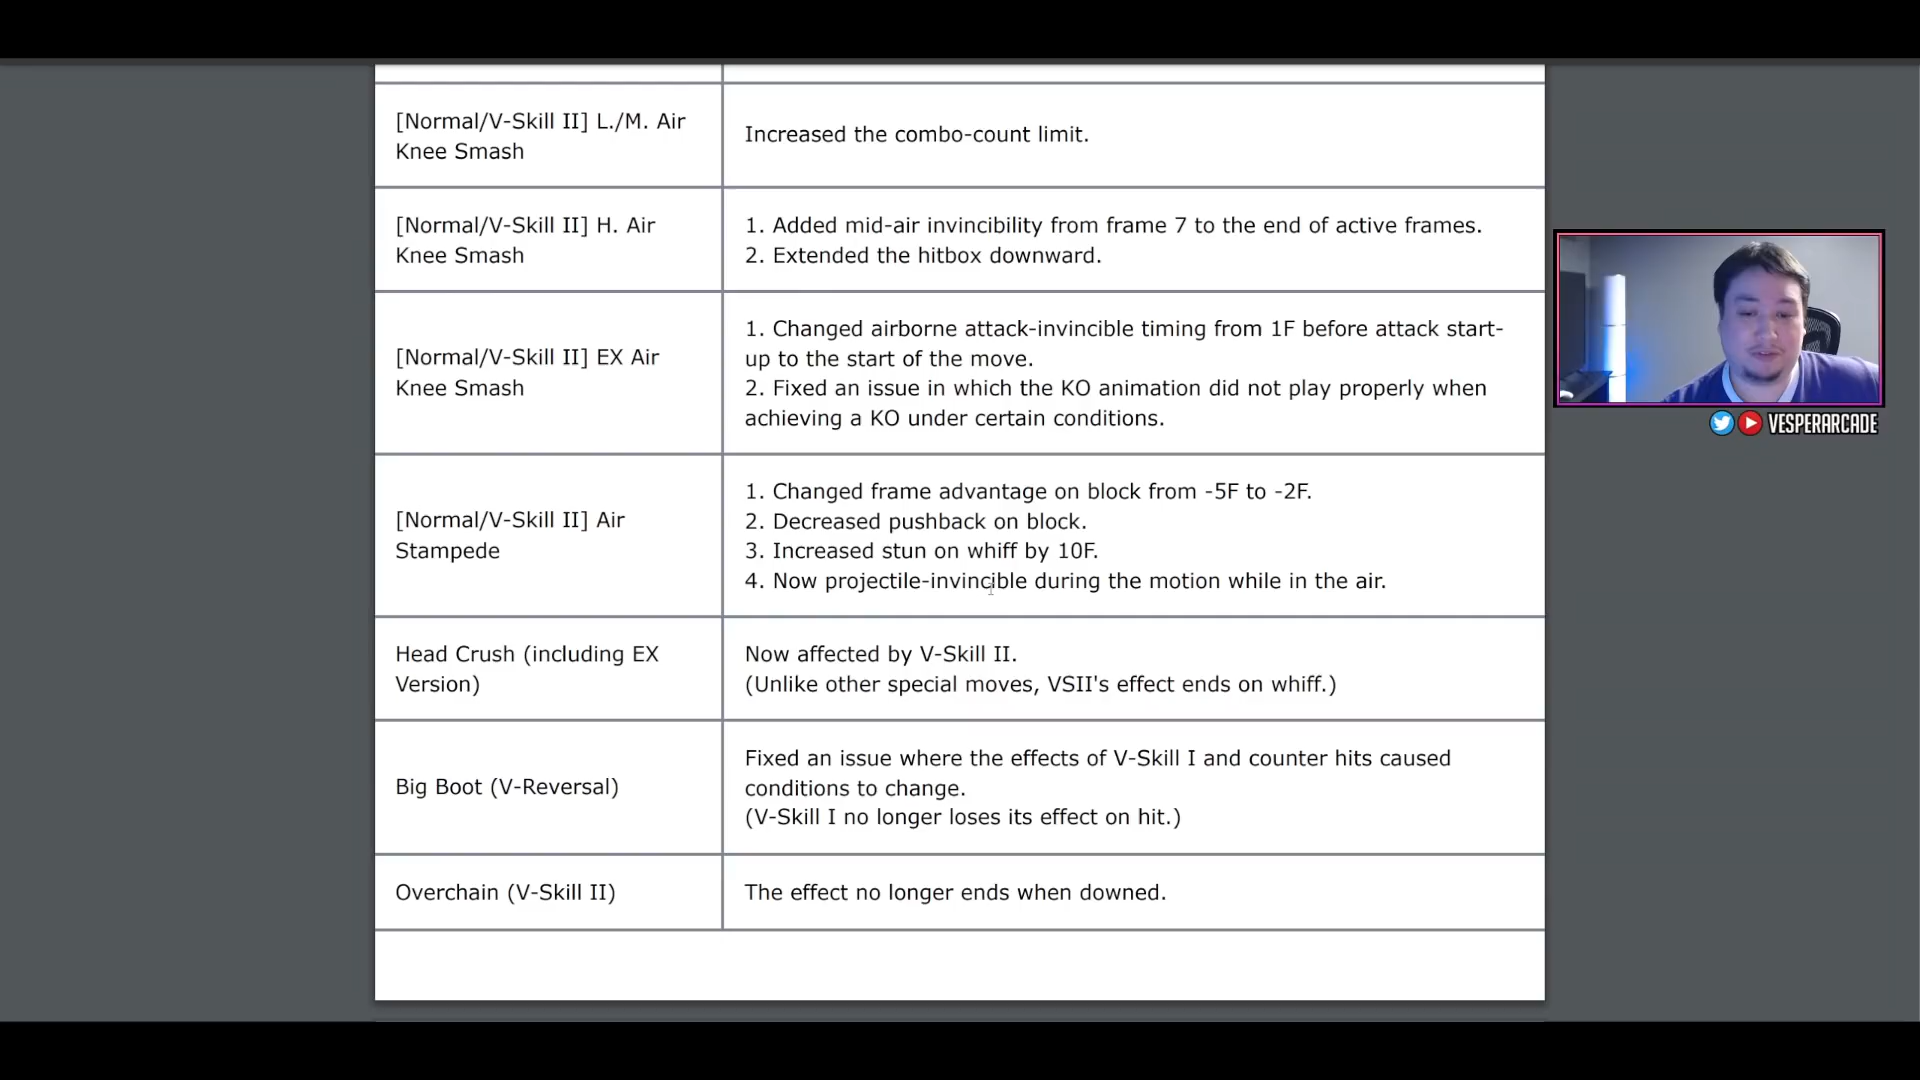 [Normal/V-Skill II] L./M. Air
Knee Smash
Increased the combo-count limit.
[Normal/V-Skill II] H. Air
Knee Smash
1. Added mid-air invincibility from frame 7 to the end of active frames.
2. Extended the hitbox downward.
[Normal/V-Skill II] EX Air
Knee Smash
1. Changed airborne attack-invincible timing from 1F before attack start-
up to the start of the move.
2. Fixed an issue in which the KO animation did not play properly when
achieving a KO under certain conditions.
[Normal/V-Skill II] Air
Stampede
1. Changed frame advantage on block from -5F to -2F.
2. Decreased pushback on block.
3. Increased stun on whiff by 10F.
4. Now projectile-invincible during the motion while in the air.
Head Crush (including EX
Version)
Now affected by V-Skill II.
(Unlike other special moves, VSII's effect ends on whiff.)
Big Boot (V-Reversal)
Fixed an issue where the effects of V-Skill I and counter hits caused
conditions to change.
(V-Skill I no longer loses its effect on hit.)
Overchain (V-Skill II)
The effect no longer ends when downed.
VESPERARCADE